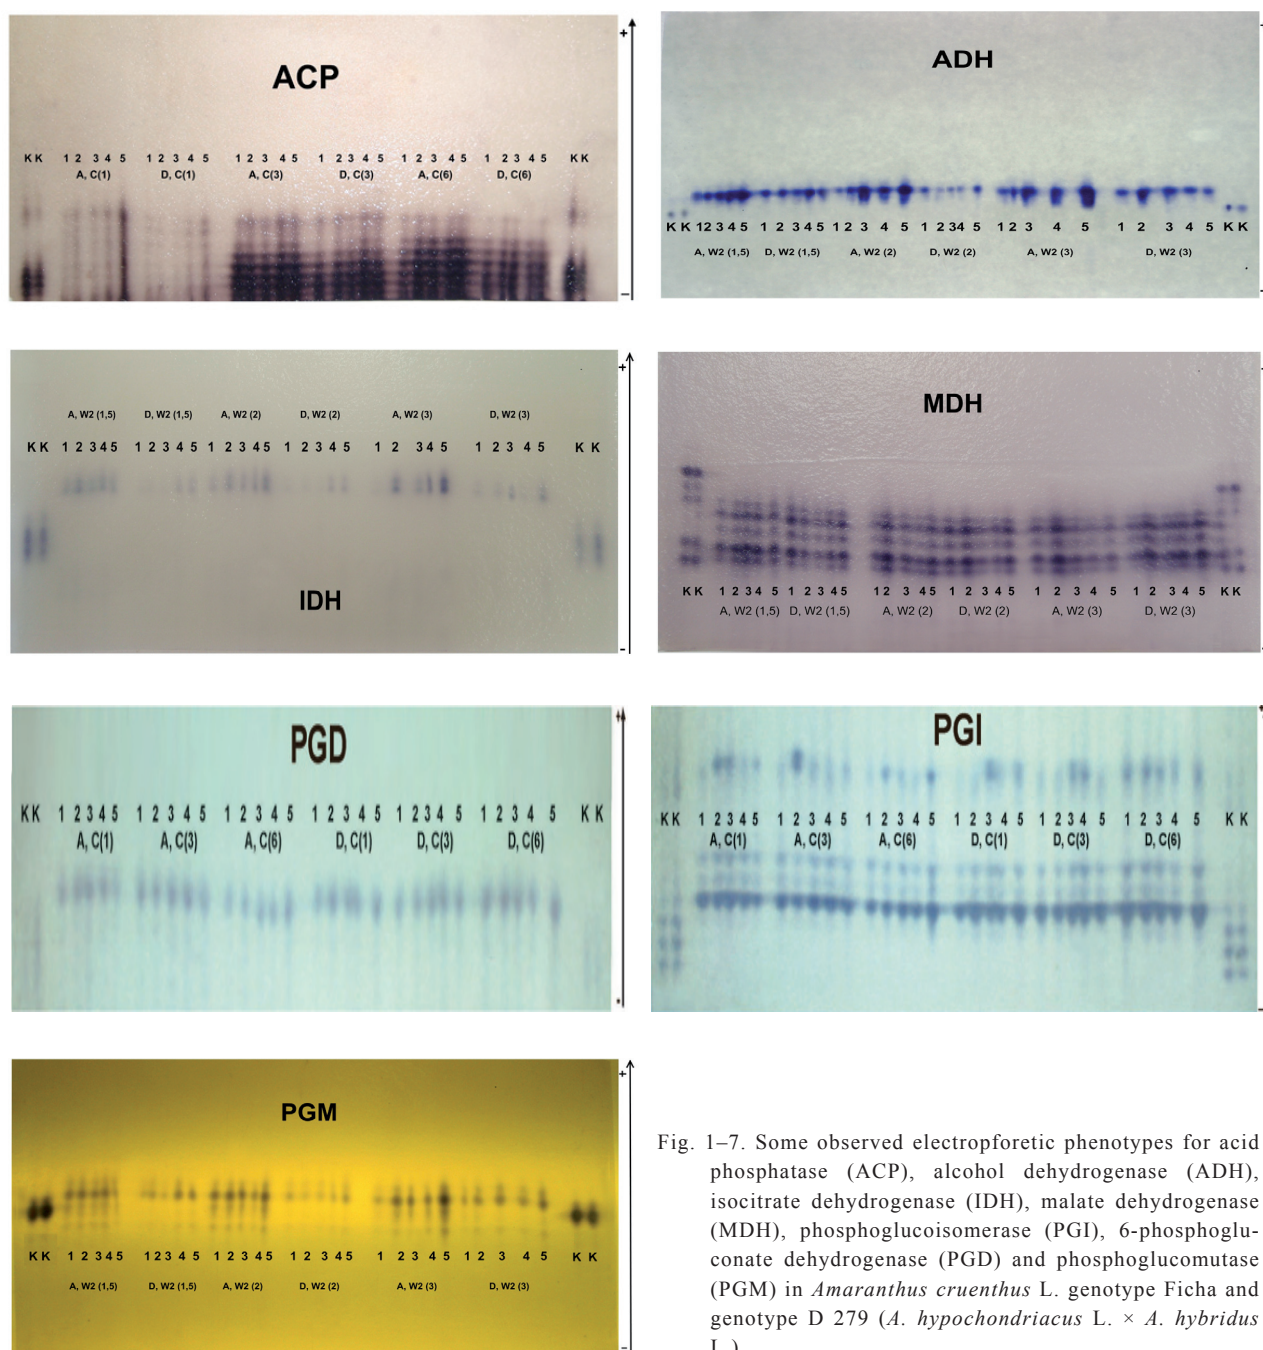 ACP
+
K K 1 2 3 4 5 1 2 3 4 5 1 2 3 4 5 1 2 3 4 5 1 2 3 4 5 1 2 3 4 5 K K
A, C(1) D, C(1) A, C(3) D, C(3) A, C(6) D, C(6)
–
ADH
+
K K 1 2 3 4 5 1 2 3 4 5 1 2 3 4 5 1 2 3 4 5 1 2 3 4 5 1 2 3 4 5 K K
A, W2 (1,5) D, W2 (1,5) A, W2 (2) D, W2 (2) A, W2 (3) D, W2 (3)
–
+
A, W2 (1,5) D, W2 (1,5) A, W2 (2) D, W2 (2) A, W2 (3) D, W2 (3)
K K 1 2 3 4 5 1 2 3 4 5 1 2 3 4 5 1 2 3 4 5 1 2 3 4 5 1 2 3 4 5 K K
IDH
-
MDH
K K 1 2 3 4 5 1 2 3 4 5 1 2 3 4 5 1 2 3 4 5 1 2 3 4 5 1 2 3 4 5 K K
A, W2 (1,5) D, W2 (1,5) A, W2 (2) D, W2 (2) A, W2 (3) D, W2 (3)
PGD
K K 1 2 3 4 5 1 2 3 4 5 1 2 3 4 5 1 2 3 4 5 1 2 3 4 5 1 2 3 4 5 K K
A, C(1) A, C(3) A, C(6) D, C(1) D, C(3) D, C(6)
PGI
K K 1 2 3 4 5 1 2 3 4 5 1 2 3 4 5 1 2 3 4 5 1 2 3 4 5 1 2 3 4 5 K K
A, C(1) A, C(3) A, C(6) D, C(1) D, C(3) D, C(6)
+
PGM
K K 1 2 3 4 5 1 2 3 4 5 1 2 3 4 5 1 2 3 4 5 1 2 3 4 5 1 2 3 4 5 K K
A, W2 (1,5) D, W2 (1,5) A, W2 (2) D, W2 (2) A, W2 (3) D, W2 (3)
–
Fig. 1–7. Some observed electropforetic phenotypes for acid
phosphatase (ACP), alcohol dehydrogenase (ADH),
isocitrate dehydrogenase (IDH), malate dehydrogenase
(MDH), phosphoglucoisomerase (PGI), 6-phosphoglu-
conate dehydrogenase (PGD) and phosphoglucomutase
(PGM) in Amaranthus cruenthus L. genotype Ficha and
genotype D 279 (A. hypochondriacus L. × A. hybridus
L.)